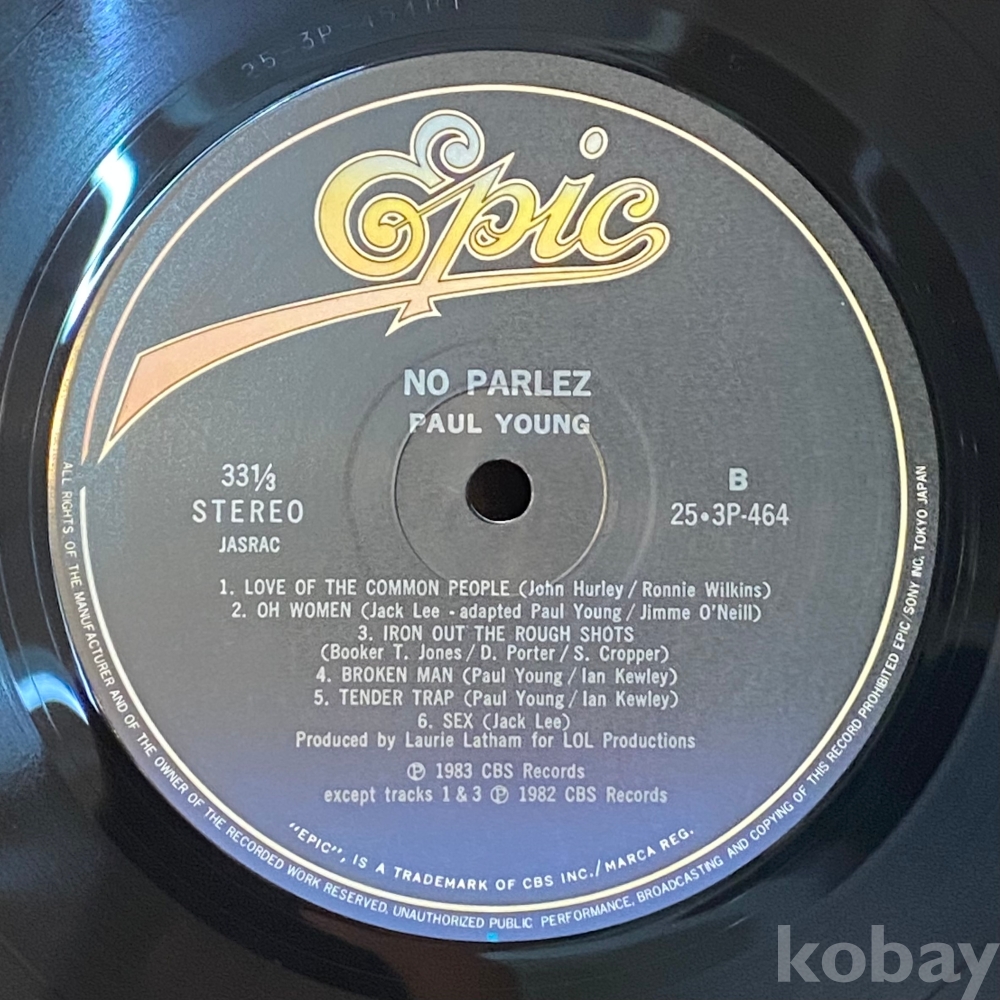 Epic
NO PARLEZ
PAUL YOUNG
33⅓
STEREO
JASRAC
B
25•3P-464
1. LOVE OF THE COMMON PEOPLE (John Hurley / Ronnie Wilkins)
2. OH WOMEN (Jack Lee - adapted Paul Young / Jimme O'Neill)
3. IRON OUT THE ROUGH SHOTS
(Booker T. Jones / D. Porter / S. Cropper)
4. BROKEN MAN (Paul Young / Ian Kewley)
5. TENDER TRAP (Paul Young / Ian Kewley)
6. SEX (Jack Lee)
Produced by Laurie Latham for LOL Productions
Ⓟ 1983 CBS Records
except tracks 1 & 3 Ⓟ 1982 CBS Records
"EPIC", IS A TRADEMARK OF CBS INC./MARCA REG.
ALL RIGHTS OF THE MANUFACTURER AND OF THE OWNER OF THE RECORDED WORK RESERVED, UNAUTHORIZED PUBLIC PERFORMANCE, BROADCASTING AND COPYING OF THIS RECORD PROHIBITED EPIC/SONY INC. TOKYO JAPAN
kobay